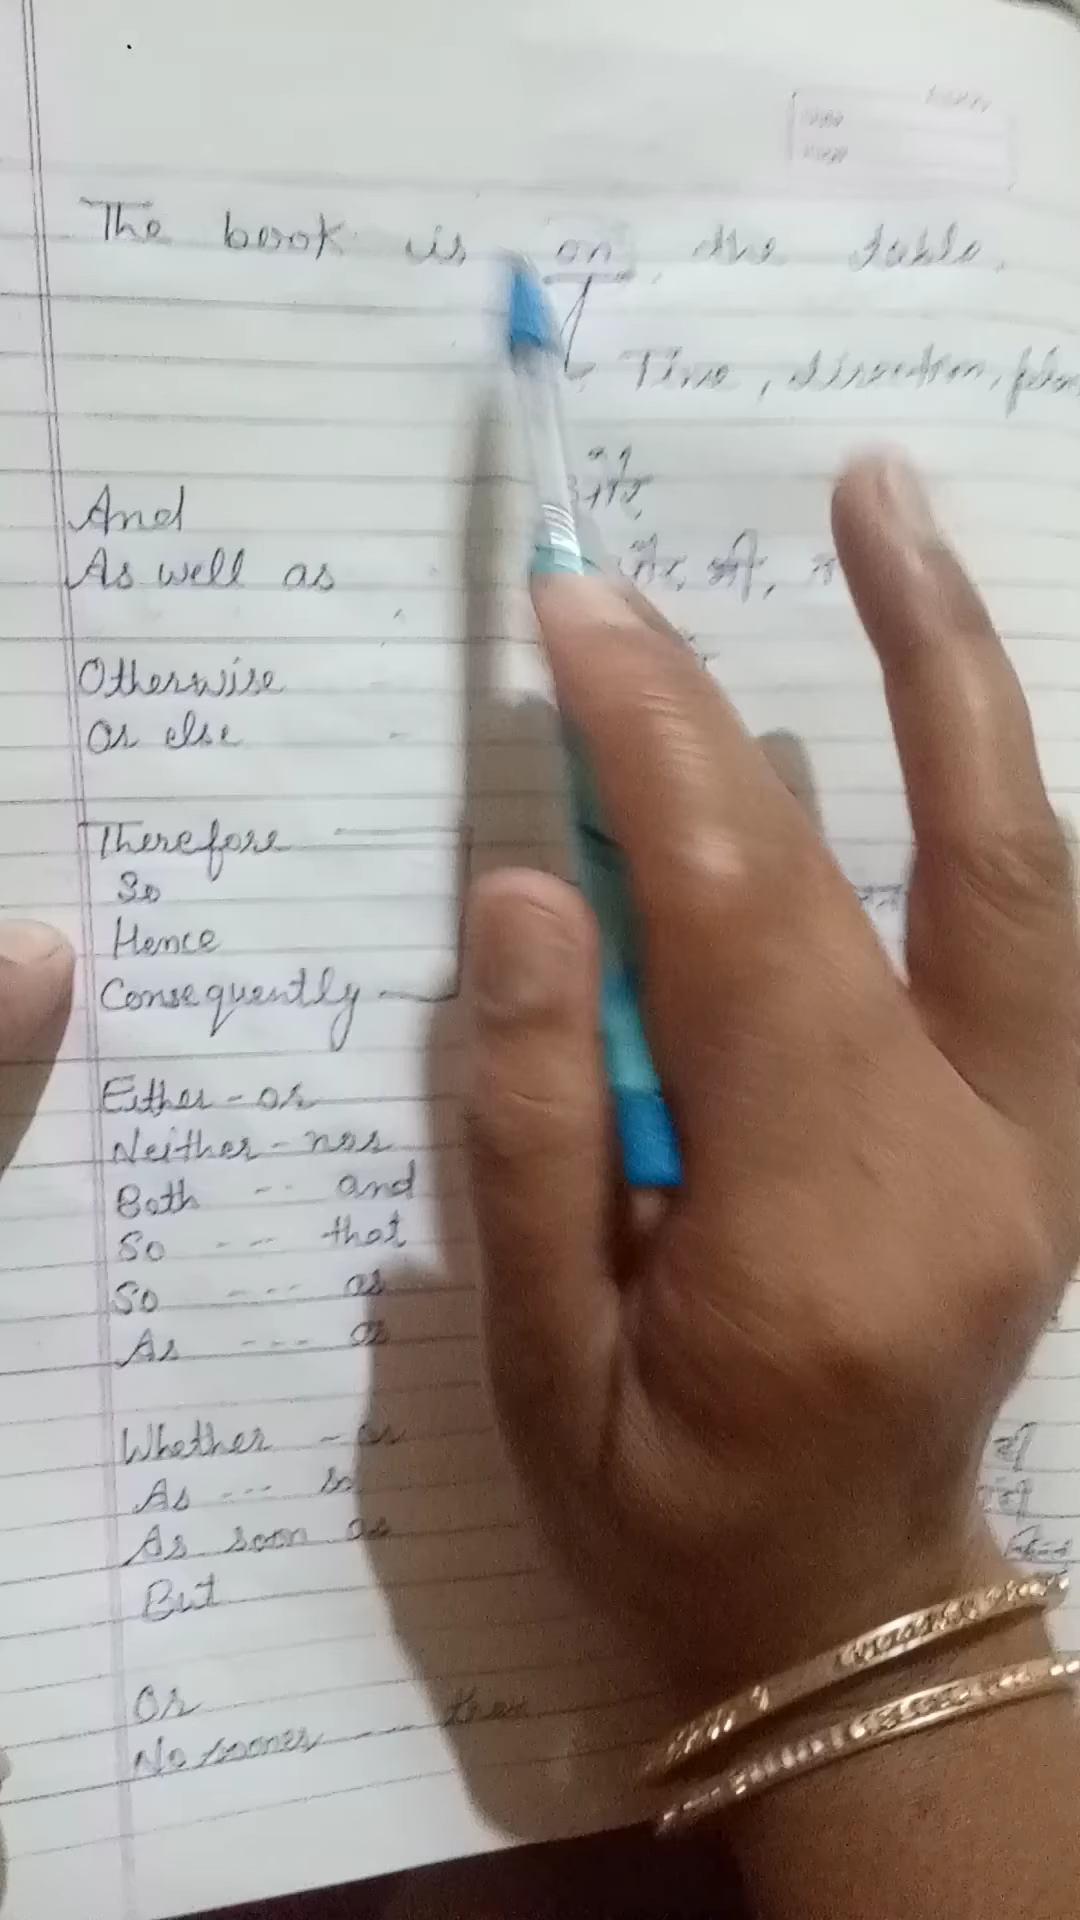 The book is on the table.
Time, direction,
And और
As well as और, भी,
Otherwise
Or else
Therefore
So
Hence
Consequently
Either - or
Neither - nor
Both -- and
So -- that
So --- as
As --- as
Whether - or
As --- so
As soon as
But
Or
No sooner --- than